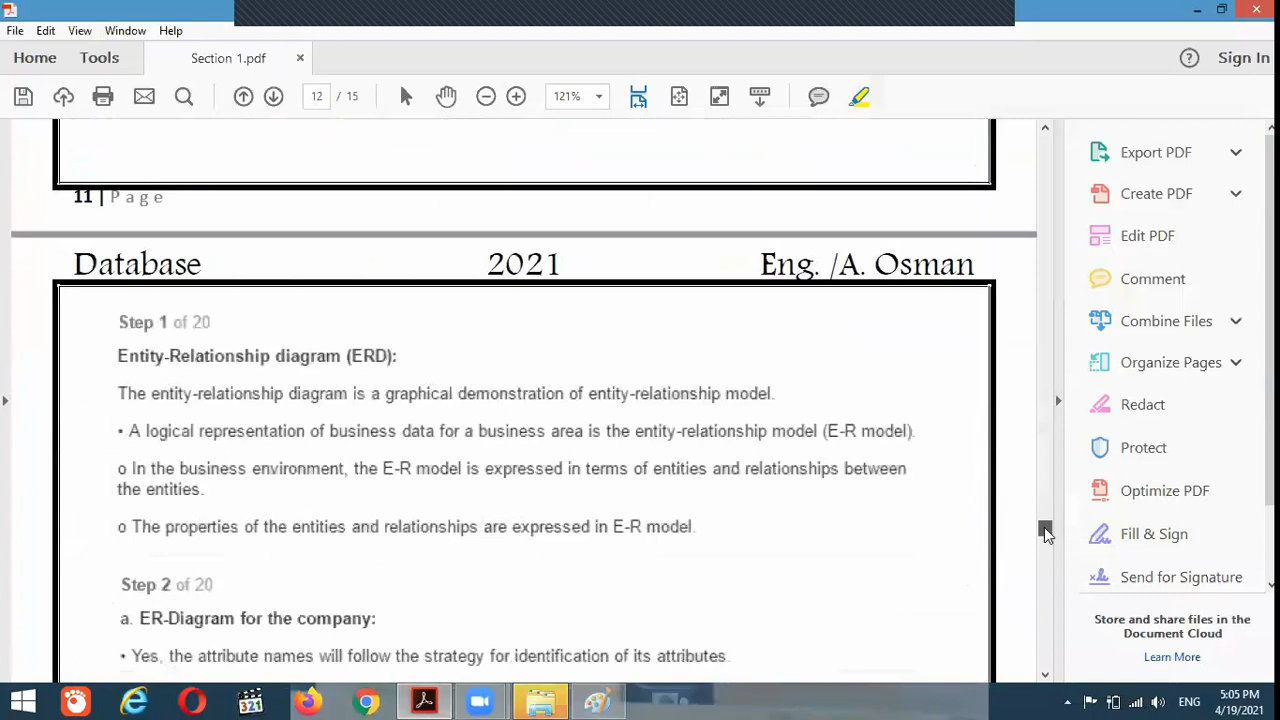 File Edit View Window Help
Home Tools Section 1.pdf × ? Sign In
12 / 15 121%
11 | Page
Database 2021 Eng. /A. Osman
Step 1 of 20
Entity-Relationship diagram (ERD):
The entity-relationship diagram is a graphical demonstration of entity-relationship model.
• A logical representation of business data for a business area is the entity-relationship model (E-R model).
o In the business environment, the E-R model is expressed in terms of entities and relationships between
the entities.
o The properties of the entities and relationships are expressed in E-R model.
Step 2 of 20
a. ER-Diagram for the company:
• Yes, the attribute names will follow the strategy for identification of its attributes.
Export PDF
Create PDF
Edit PDF
Comment
Combine Files
Organize Pages
Redact
Protect
Optimize PDF
Fill & Sign
Send for Signature
Store and share files in the
Document Cloud
Learn More
321
ENG
5:05 PM
4/19/2021